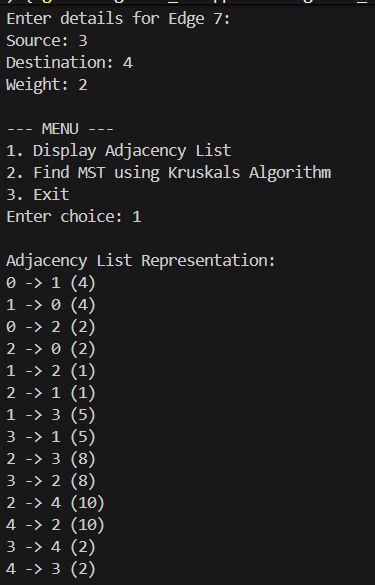 Enter details for Edge 7:
Source: 3
Destination: 4
Weight: 2
--- MENU ---
1. Display Adjacency List
2. Find MST using Kruskals Algorithm
3. Exit
Enter choice: 1
Adjacency List Representation:
0 -> 1 (4)
1 -> 0 (4)
0 -> 2 (2)
2 -> 0 (2)
1 -> 2 (1)
2 -> 1 (1)
1 -> 3 (5)
3 -> 1 (5)
2 -> 3 (8)
3 -> 2 (8)
2 -> 4 (10)
4 -> 2 (10)
3 -> 4 (2)
4 -> 3 (2)